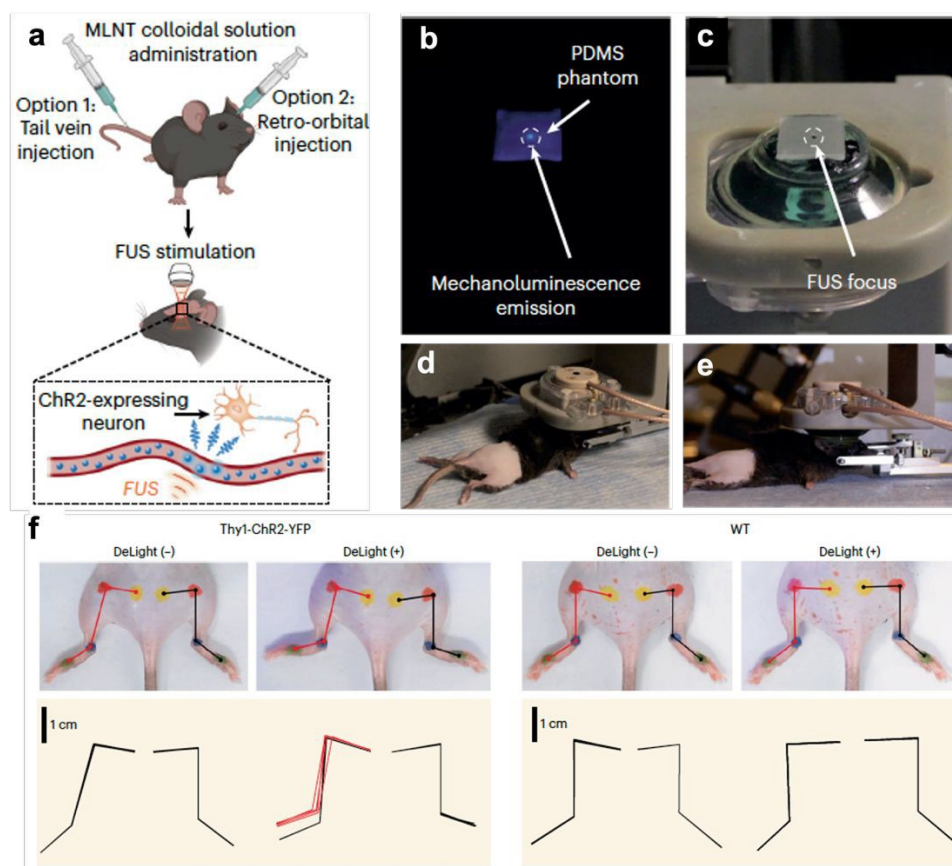 a
MLNT colloidal solution
administration
Option 1:
Tail vein
injection
Option 2:
Retro-orbital
injection
FUS stimulation
ChR2-expressing
neuron
FUS
b
PDMS
phantom
Mechanoluminescence
emission
c
FUS focus
d
e
f
Thy1-ChR2-YFP
WT
DeLight (−)
DeLight (+)
DeLight (−)
DeLight (+)
1 cm
1 cm